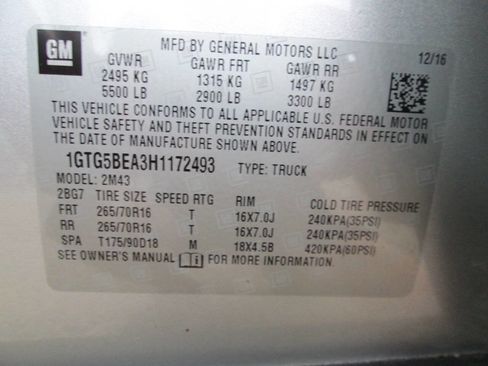 GM
MFD BY GENERAL MOTORS LLC
GVWR GAWR FRT GAWR RR 12/16
2495 KG 1315 KG 1497 KG
5500 LB 2900 LB 3300 LB
THIS VEHICLE CONFORMS TO ALL APPLICABLE U.S. FEDERAL MOTOR
VEHICLE SAFETY AND THEFT PREVENTION STANDARDS IN EFFECT ON
THE DATE OF MANUFACTURE SHOWN ABOVE.
1GTG5BEA3H1172493 TYPE: TRUCK
MODEL: 2M43
2BG7 TIRE SIZE SPEED RTG RIM COLD TIRE PRESSURE
FRT 265/70R16 T 16X7.0J 240KPA(35PSI)
RR 265/70R16 T 16X7.0J 240KPA(35PSI)
SPA T175/90D18 M 18X4.5B 420KPA(60PSI)
SEE OWNER'S MANUAL FOR MORE INFORMATION.